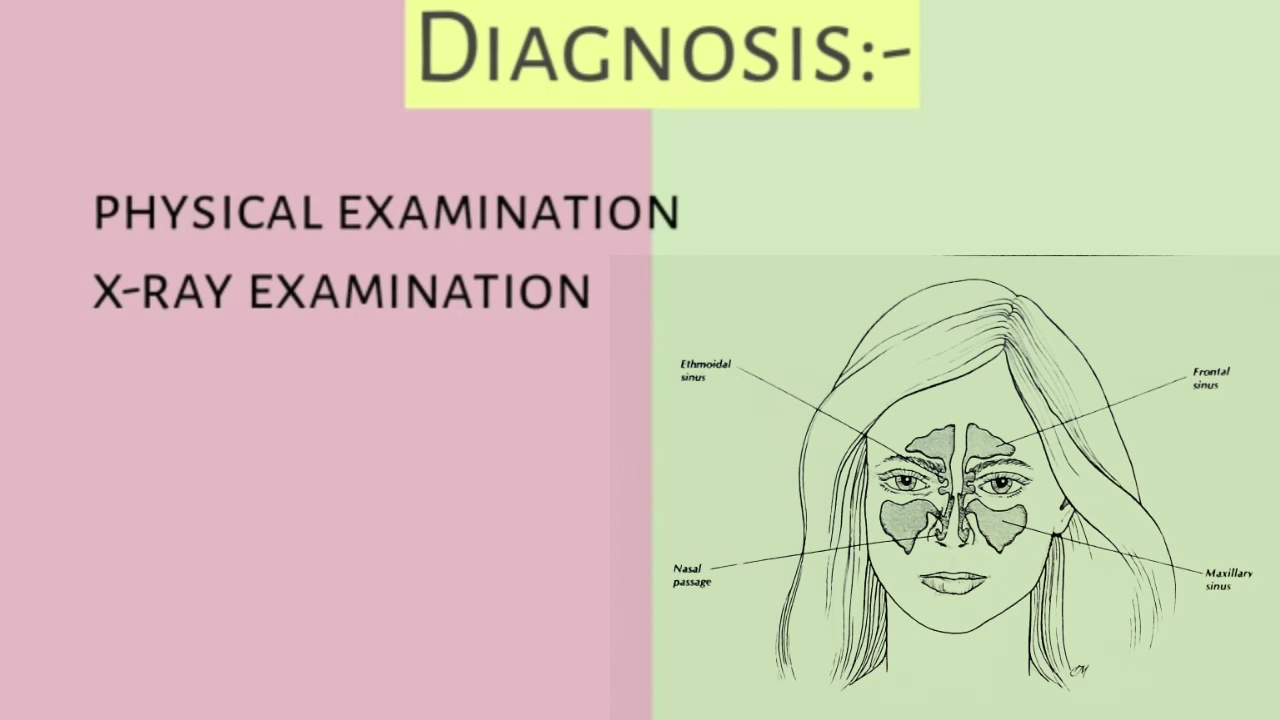 DIAGNOSIS:-
PHYSICAL EXAMINATION
X-RAY EXAMINATION
Ethmoidal
sinus
Frontal
sinus
Nasal
passage
Maxillary
sinus